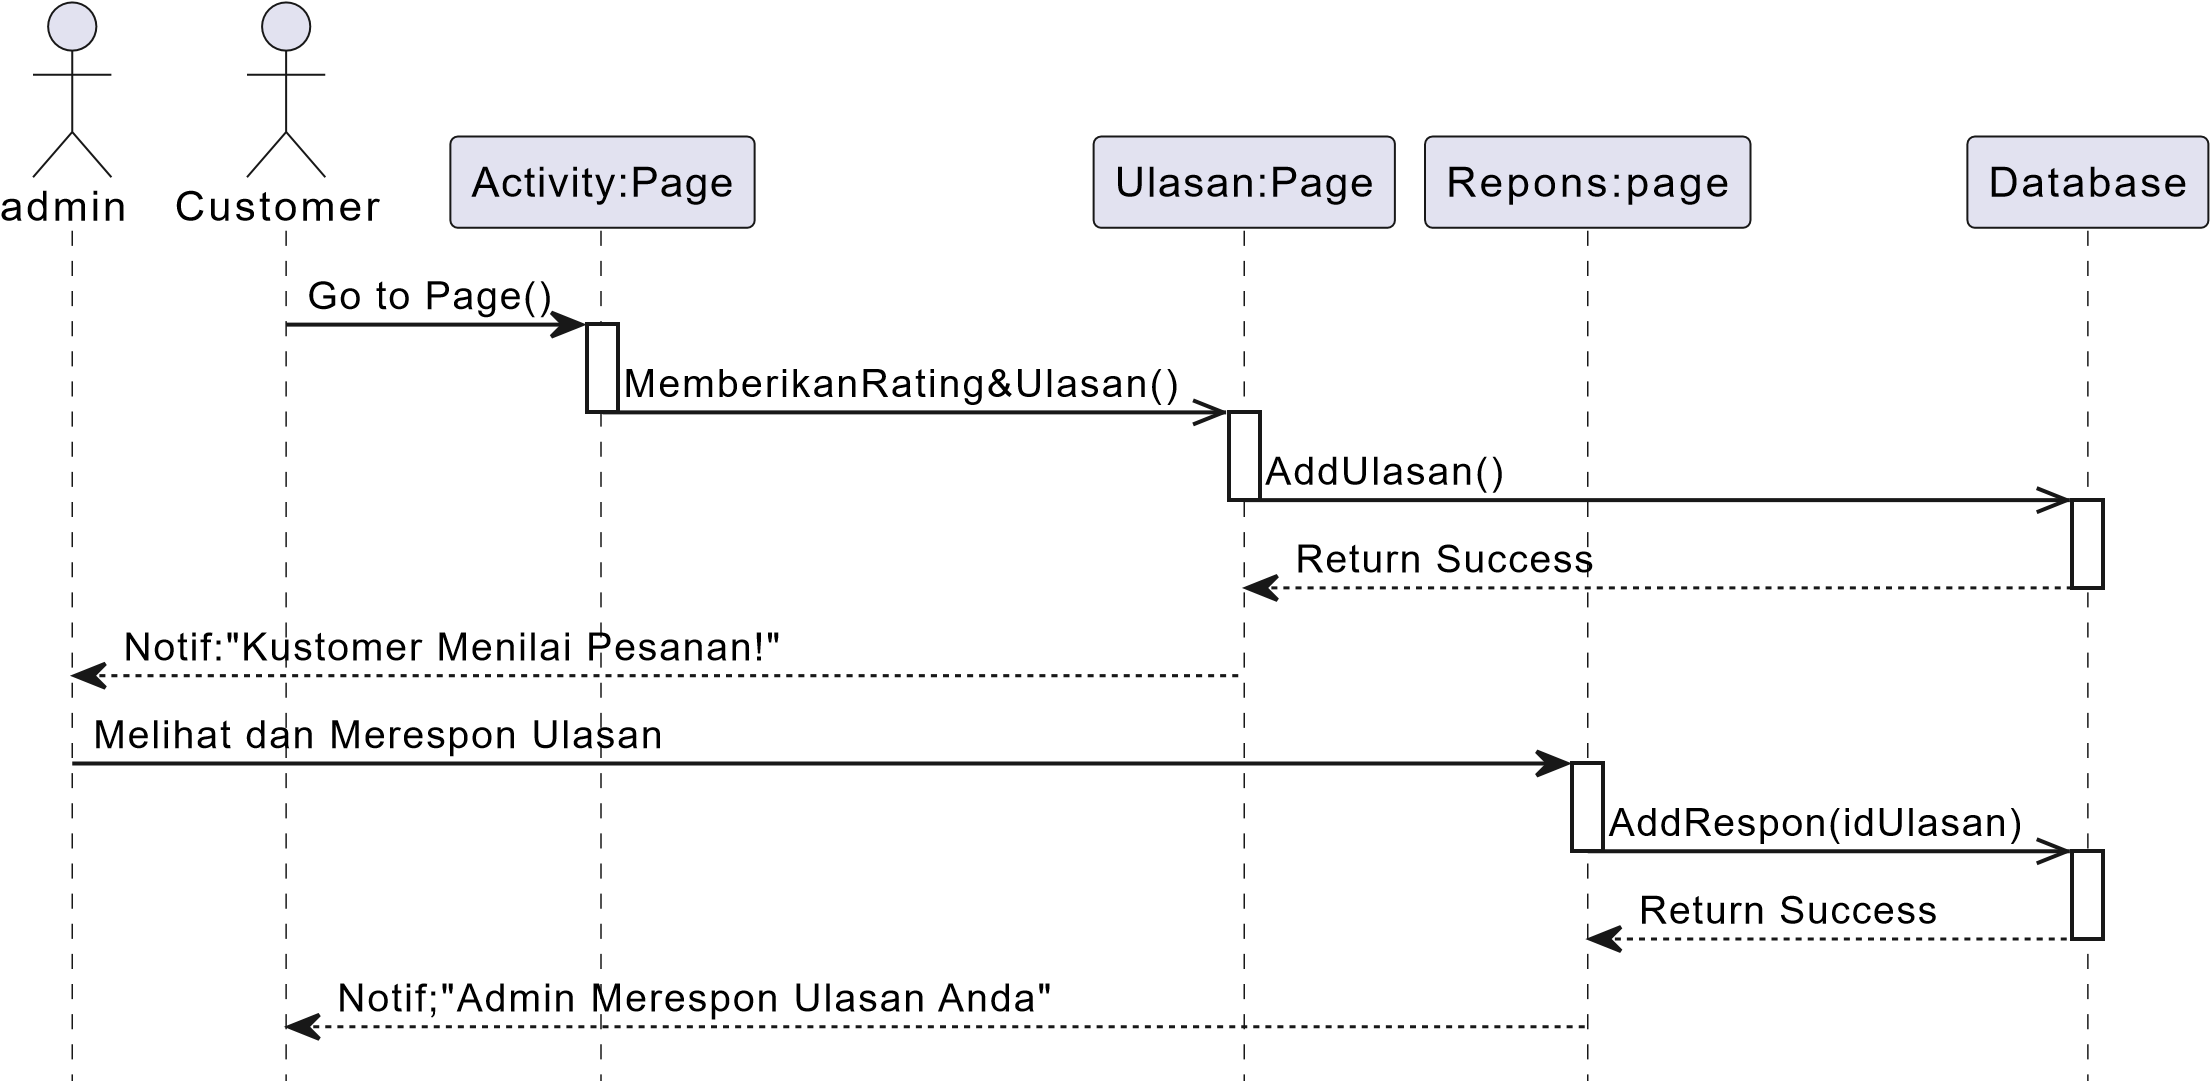 admin
Customer
Activity:Page
Ulasan:Page
Repons:page
Database
Go to Page()
MemberikanRating&Ulasan()
AddUlasan()
Return Success
Notif:"Kustomer Menilai Pesanan!"
Melihat dan Merespon Ulasan
AddRespon(idUlasan)
Return Success
Notif;"Admin Merespon Ulasan Anda"